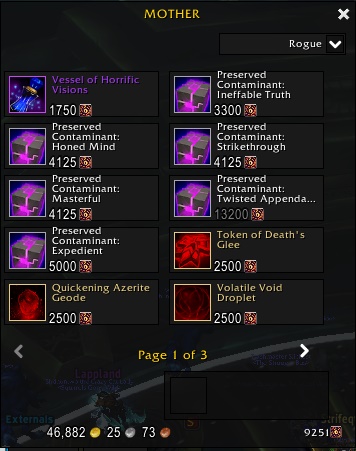 MOTHER
Rogue
Vessel of Horrific
Visions
1750
Preserved
Contaminant:
Ineffable Truth
3300
Preserved
Contaminant:
Honed Mind
4125
Preserved
Contaminant:
Strikethrough
4125
Preserved
Contaminant:
Masterful
4125
Preserved
Contaminant:
Twisted Appenda...
13200
Preserved
Contaminant:
Expedient
5000
Token of Death's
Glee
2500
Quickening Azerite
Geode
2500
Volatile Void
Droplet
2500
Page 1 of 3
Lappland
Externals
46,882 25 73
9251